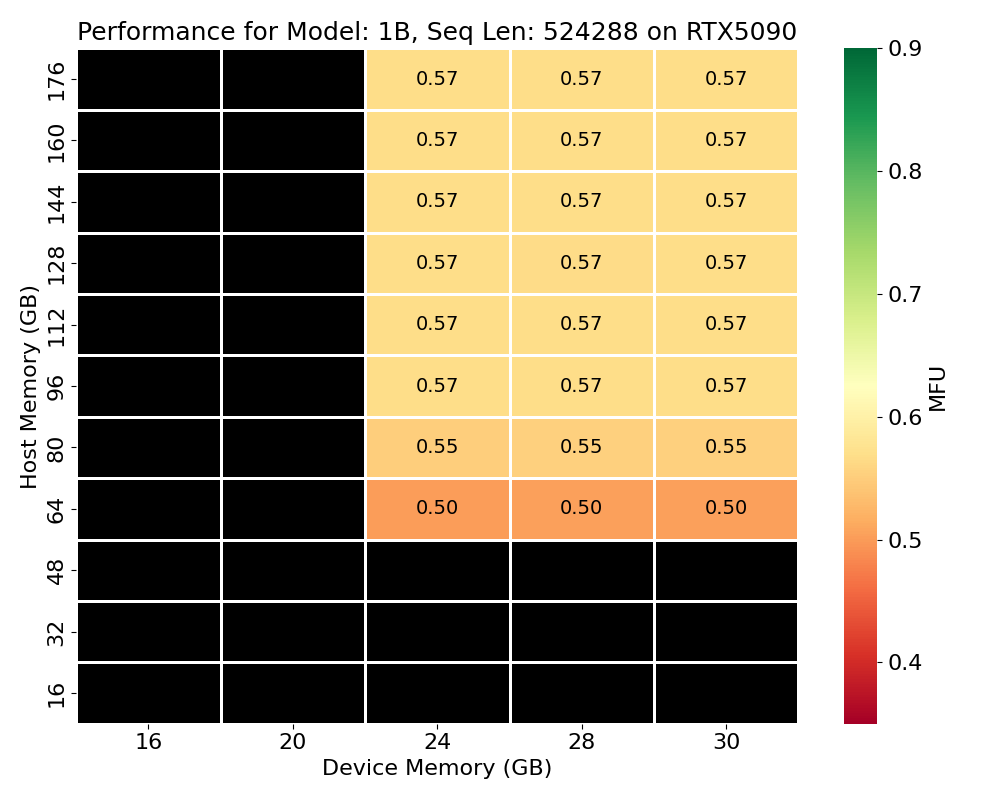 Performance for Model: 1B, Seq Len: 524288 on RTX5090
176 0.57 0.57 0.57
160 0.57 0.57 0.57
144 0.57 0.57 0.57
128 0.57 0.57 0.57
112 0.57 0.57 0.57
96 0.57 0.57 0.57
80 0.55 0.55 0.55
64 0.50 0.50 0.50
48
32
16
Host Memory (GB)
16 20 24 28 30
Device Memory (GB)
0.9
0.8
0.7
0.6
0.5
0.4
MFU